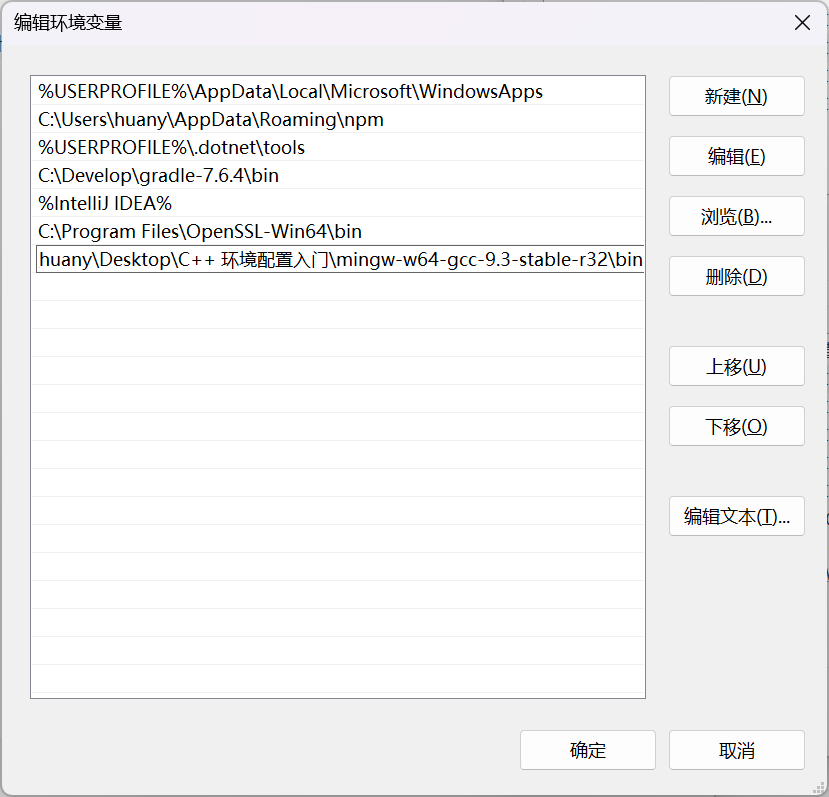 编辑环境变量
%USERPROFILE%\AppData\Local\Microsoft\WindowsApps
新建(N)
C:\Users\huany\AppData\Roaming\npm
%USERPROFILE%\.dotnet\tools
编辑(E)
C:\Develop\gradle-7.6.4\bin
%IntelliJ IDEA%
浏览(B)...
C:\Program Files\OpenSSL-Win64\bin
huany\Desktop\C++ 环境配置入门\mingw-w64-gcc-9.3-stable-r32\bin
删除(D)
上移(U)
下移(O)
编辑文本(T)...
确定
取消